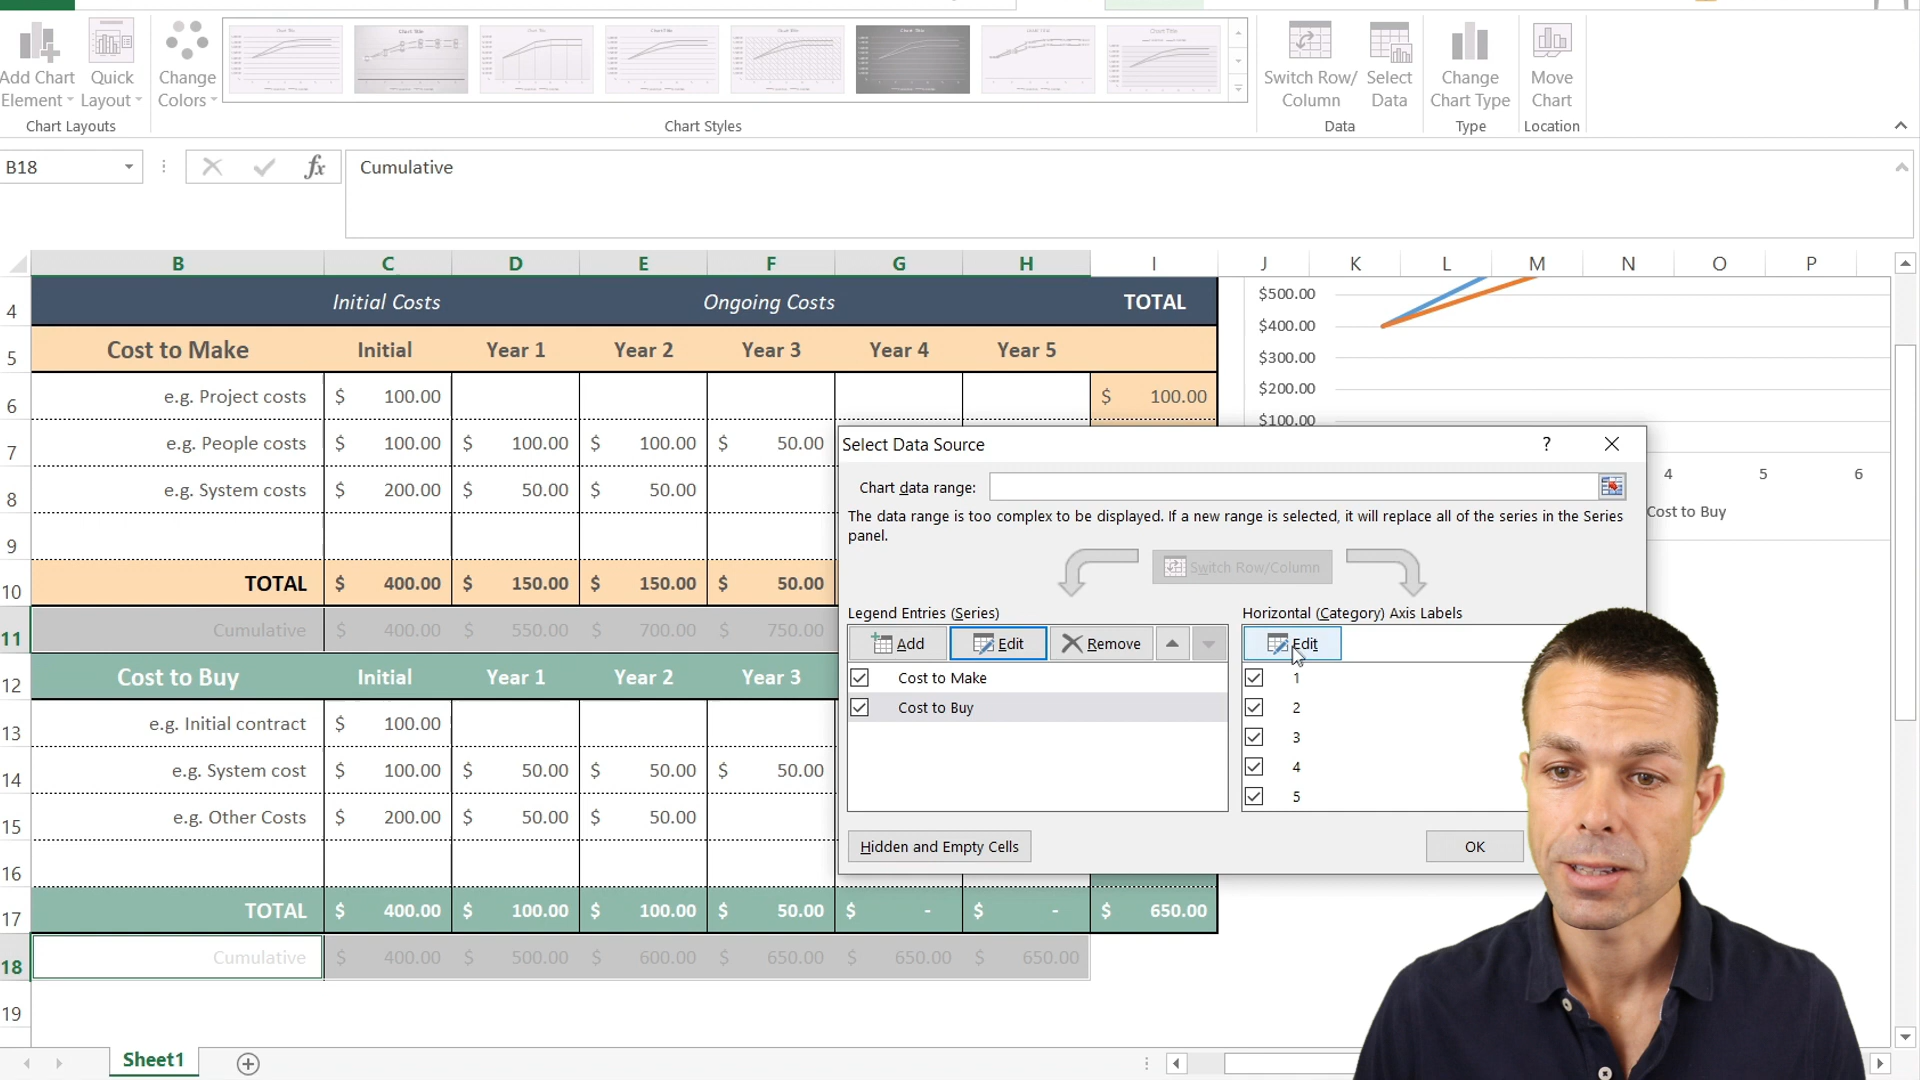 Add Chart
Element
Quick
Layout
Change
Colors
Switch Row/
Column
Select
Data
Change
Chart Type
Move
Chart
Chart Layouts
Chart Styles
Data
Type
Location
B18
fx
Cumulative
B C D E F G H I J K L M N O P
4 Initial Costs Ongoing Costs TOTAL
5 Cost to Make Initial Year 1 Year 2 Year 3 Year 4 Year 5
6 e.g. Project costs $ 100.00 $ 100.00
7 e.g. People costs $ 100.00 $ 100.00 $ 100.00 $ 50.00
8 e.g. System costs $ 200.00 $ 50.00 $ 50.00
9
10 TOTAL $ 400.00 $ 150.00 $ 150.00 $ 50.00
11 Cumulative $ 400.00 $ 550.00 $ 700.00 $ 750.00
12 Cost to Buy Initial Year 1 Year 2 Year 3
13 e.g. Initial contract $ 100.00
14 e.g. System cost $ 100.00 $ 50.00 $ 50.00 $ 50.00
15 e.g. Other Costs $ 200.00 $ 50.00 $ 50.00
16
17 TOTAL $ 400.00 $ 100.00 $ 100.00 $ 50.00 $ - $ - $ 650.00
18 Cumulative $ 400.00 $ 500.00 $ 600.00 $ 650.00 $ 650.00 $ 650.00
19
$500.00
$400.00
$300.00
$200.00
$100.00
4 5 6
Cost to Buy
Select Data Source ?
Chart data range:
The data range is too complex to be displayed. If a new range is selected, it will replace all of the series in the Series
panel.
Switch Row/Column
Legend Entries (Series)
Add Edit Remove
Cost to Make
Cost to Buy
Horizontal (Category) Axis Labels
Edit
1
2
3
4
5
Hidden and Empty Cells
OK
Sheet1